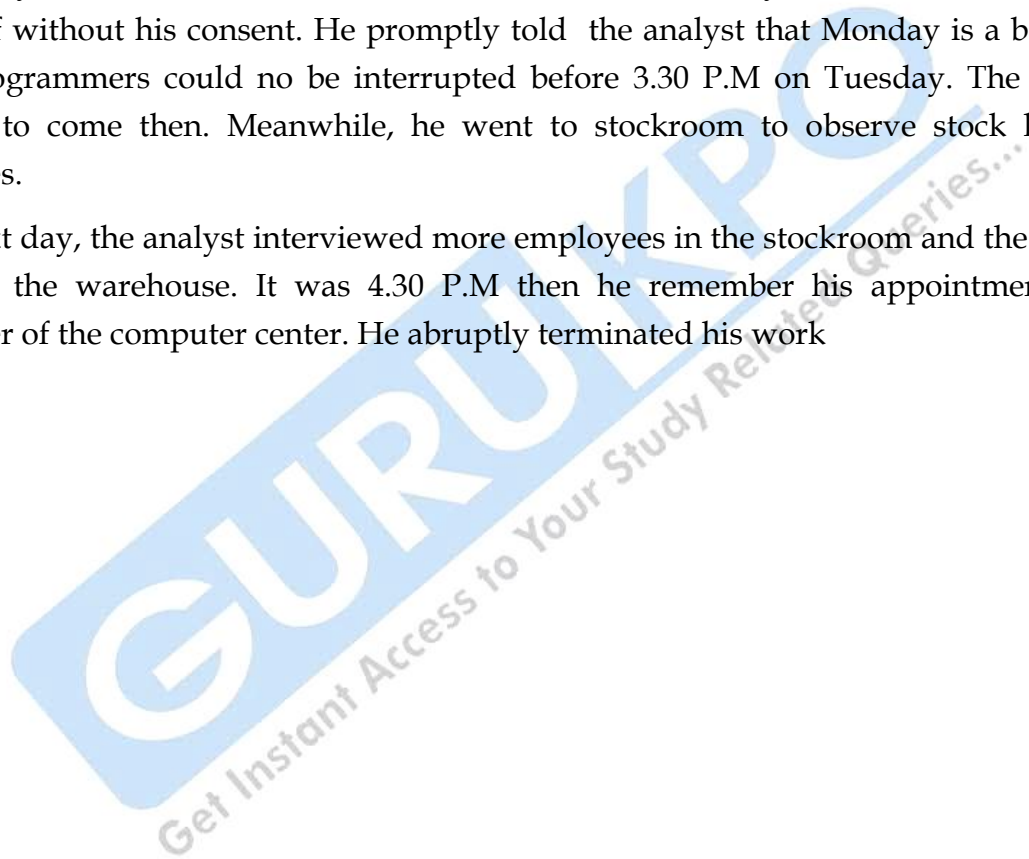 without his consent. He promptly told the analyst that Monday is a b
ogrammers could no be interrupted before 3.30 P.M on Tuesday. The
to come then. Meanwhile, he went to stockroom to observe stock
es.
t day, the analyst interviewed more employees in the stockroom and the
the warehouse. It was 4.30 P.M then he remember his appointmen
er of the computer center. He abruptly terminated his work
GURUKPO
Get Instant Access to Your Study Related Queries...